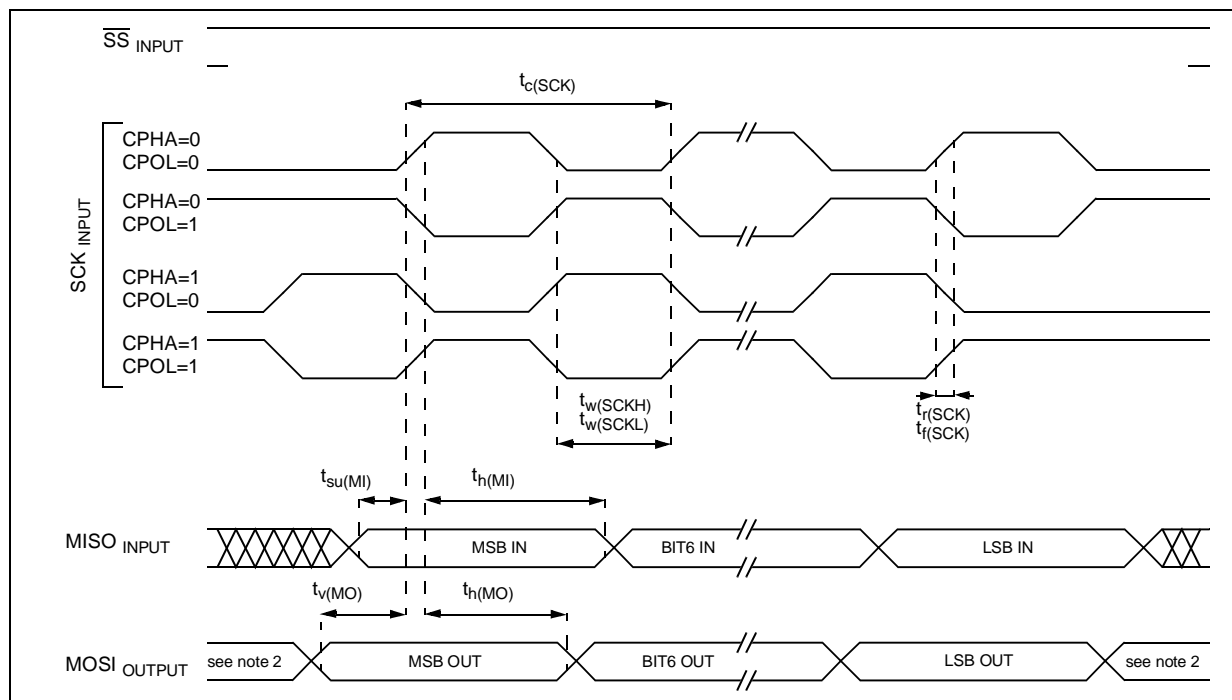 SS INPUT
tc(SCK)
SCK INPUT
CPHA=0
CPOL=0
CPHA=0
CPOL=1
CPHA=1
CPOL=0
CPHA=1
CPOL=1
tw(SCKH)
tw(SCKL)
tr(SCK)
tf(SCK)
tsu(MI)
th(MI)
MISO INPUT
MSB IN
BIT6 IN
LSB IN
tv(MO)
th(MO)
MOSI OUTPUT
see note 2
MSB OUT
BIT6 OUT
LSB OUT
see note 2